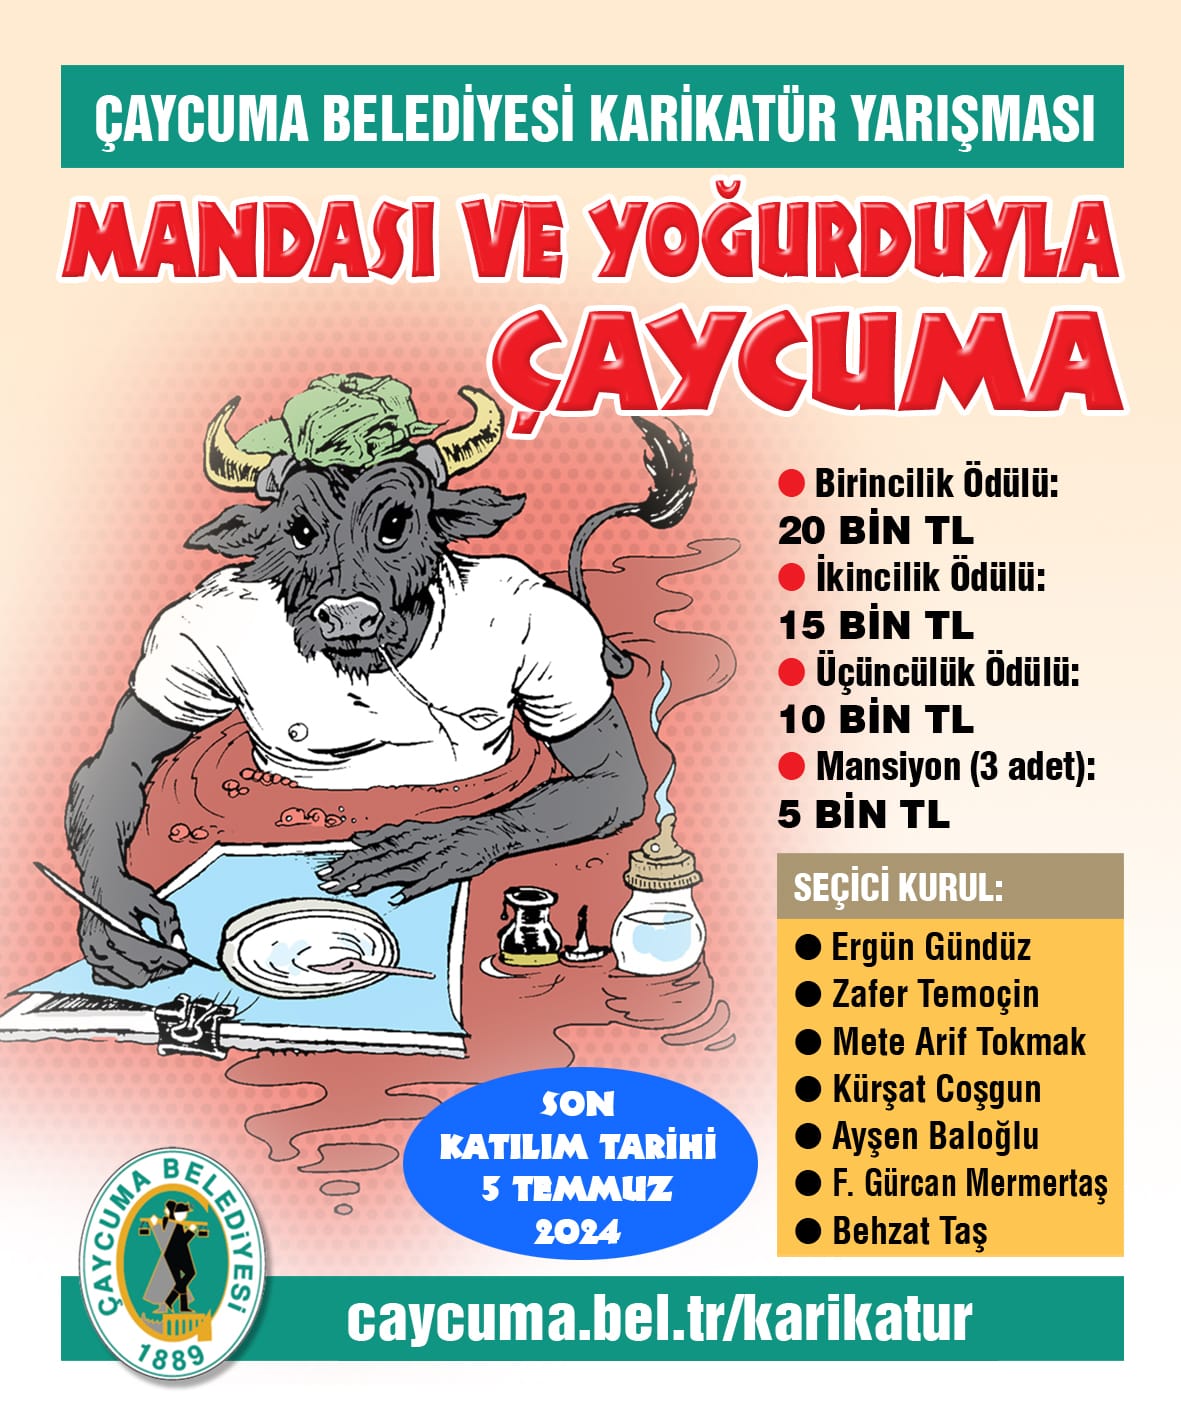 ÇAYCUMA BELEDİYESİ KARİKATÜR YARIŞMASI
MANDASI VE YOĞURDUYLA
ÇAYCUMA
● Birincilik Ödülü:
20 BİN TL
● İkincilik Ödülü:
15 BİN TL
● Üçüncülük Ödülü:
10 BİN TL
● Mansiyon (3 adet):
5 BİN TL
SEÇİCİ KURUL:
● Ergün Gündüz
● Zafer Temoçin
● Mete Arif Tokmak
● Kürşat Coşgun
● Ayşen Baloğlu
● F. Gürcan Mermertaş
● Behzat Taş
SON
KATILIM TARİHİ
5 TEMMUZ
2024
ÇAYCUMA BELEDİYESİ
1889
caycuma.bel.tr/karikatur